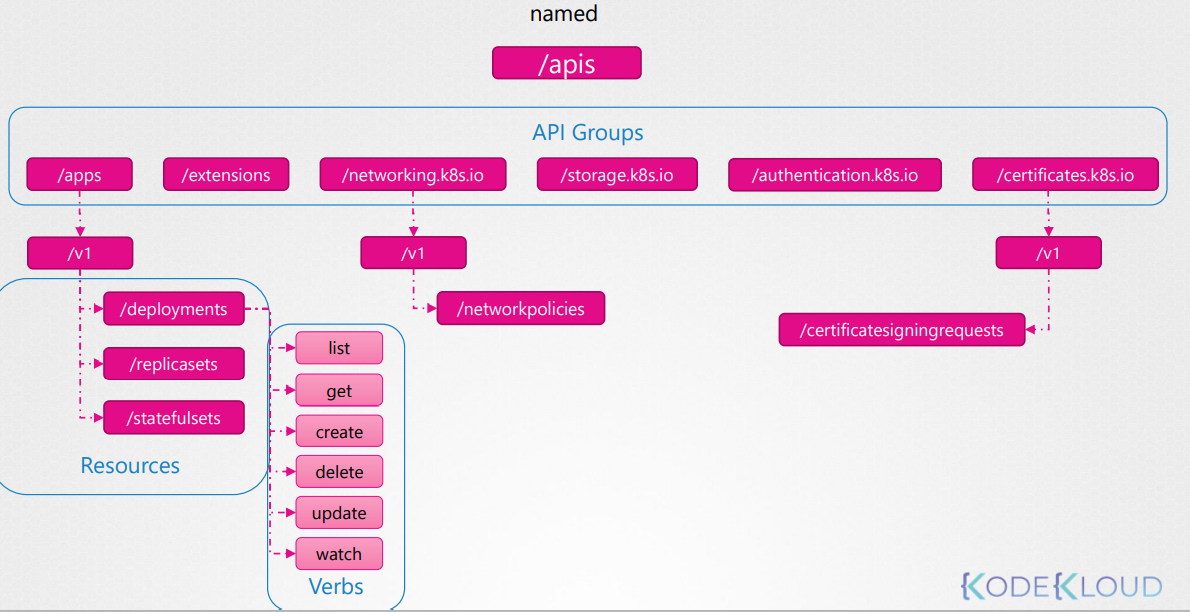 named
/apis
API Groups
/apps
/extensions
/networking.k8s.io
/storage.k8s.io
/authentication.k8s.io
/certificates.k8s.io
/v1
/v1
/v1
/deployments
/replicasets
/statefulsets
Resources
list
get
create
delete
update
watch
Verbs
/networkpolicies
/certificatesigningrequests
KODEKLOUD